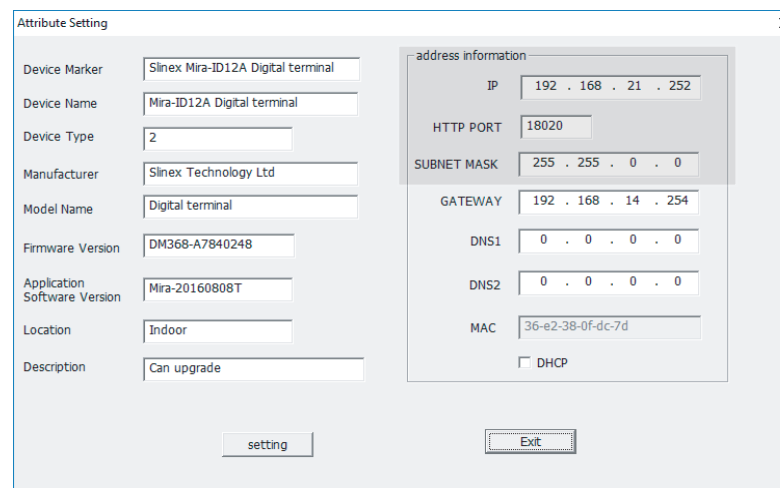 Attribute Setting
Device Marker Slinex Mira-ID12A Digital terminal
Device Name Mira-ID12A Digital terminal
Device Type 2
Manufacturer Slinex Technology Ltd
Model Name Digital terminal
Firmware Version DM368-A7840248
Application
Software Version Mira-20160808T
Location Indoor
Description Can upgrade
address information
IP 192 . 168 . 21 . 252
HTTP PORT 18020
SUBNET MASK 255 . 255 . 0 . 0
GATEWAY 192 . 168 . 14 . 254
DNS1 0 . 0 . 0 . 0
DNS2 0 . 0 . 0 . 0
MAC 36-e2-38-0f-dc-7d
DHCP
setting Exit